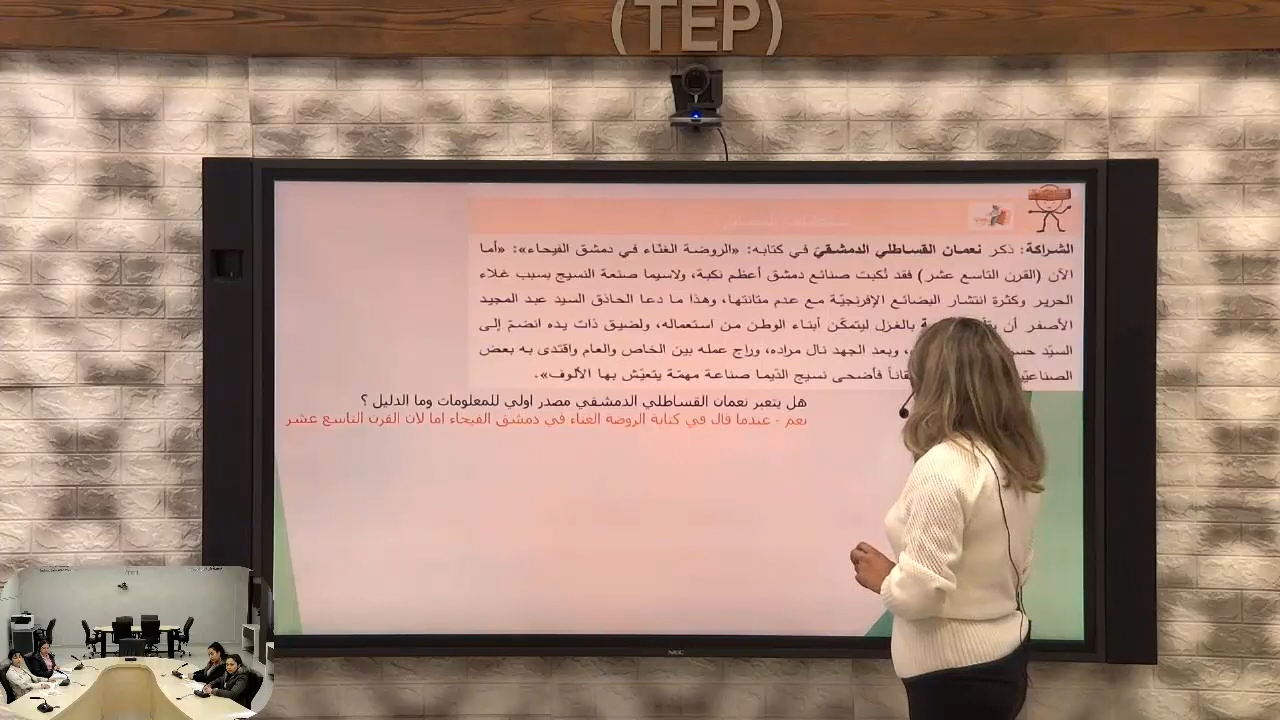 (TEP)
الشراكة: ذكر نعمان القساطلي الدمشقيّ في كتابه: «الروضة الغنّاء في دمشق الفيحاء»: «أما
الآن (القرن التاسع عشر) فقد نُكبت صنائع دمشق أعظم نكبة، ولاسيما صنعة النسيج بسبب غلاء
الحرير وكثرة انتشار البضائع الإفرنجيّة مع عدم متانتها، وهذا ما دعا الحاذق السيد عبد المجيد
الأصفر أن بالغزل ليتمكّن أبناء الوطن من استعماله، ولضيق ذات يده انضمّ إلى
السيّد وبعد الجهد نال مراده، وراج عمله بين الخاص والعام واقتدى به بعض
فأضحى نسيج الدّيما صناعة مهمّة يتعيّش بها الألوف».
هل يتعبر نعمان القساطلي الدمشقي مصدر اولي للمعلومات وما الدليل ؟
نعم - عندما قال في كتابة الروضة الغناء في دمشق الفيحاء اما لان القرن التاسع عشر
NEC